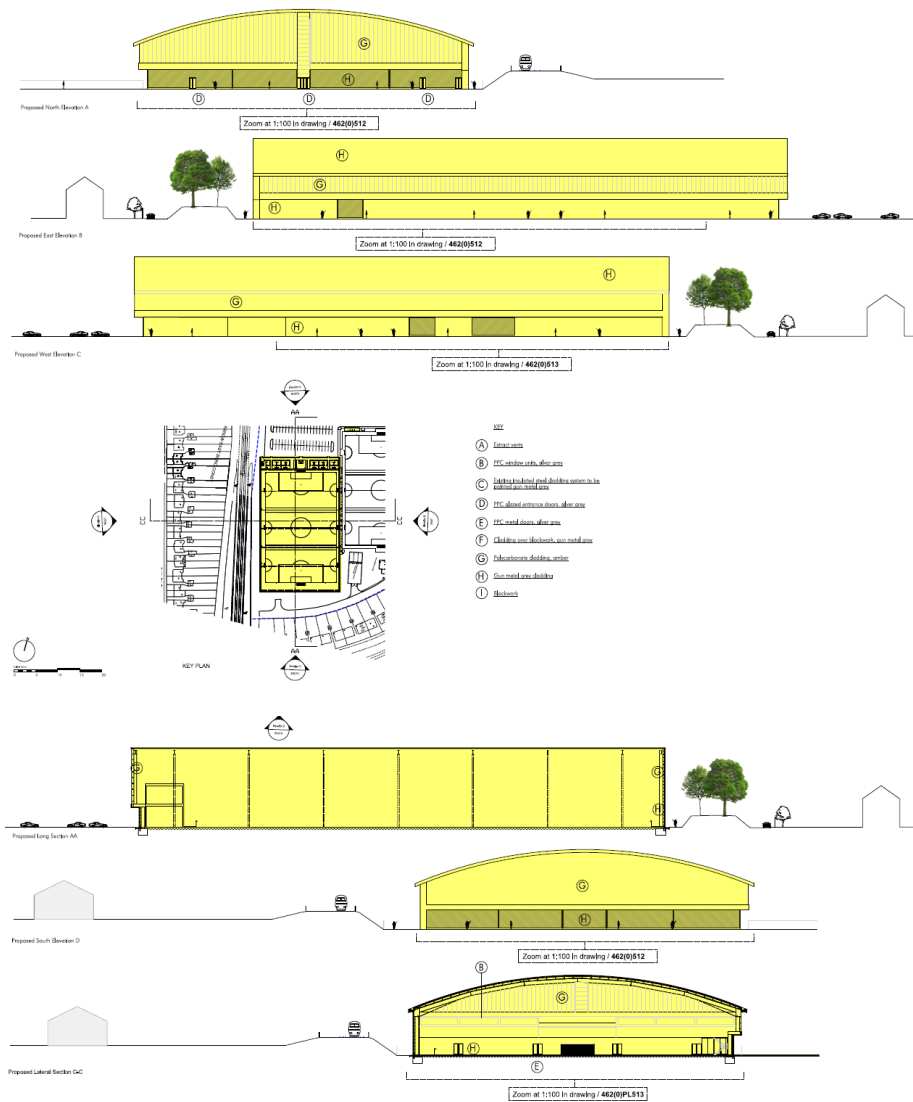 G
H
D
D
D
Proposed North Elevation A
Zoom at 1:100 in drawing / 462(0)512
H
G
H
Proposed East Elevation B
Zoom at 1:100 in drawing / 462(0)512
H
G
H
Proposed West Elevation C
Zoom at 1:100 in drawing / 462(0)513
AA
CC
CC
AA
KEY PLAN
KEY
A Extract vents
B PPC window units, silver grey
C Existing insulated steel cladding system to be
painted gun metal grey
D PPC glazed entrance doors, silver grey
E PPC metal doors, silver grey
F Cladding over blockwork, gun metal grey
G Polycarbonate cladding, amber
H Gun metal grey cladding
I Blockwork
0 5 10 15 20
G
G
H
Proposed Long Section AA
G
H
Proposed South Elevation D
Zoom at 1:100 in drawing / 462(0)512
B
G
H
E
Proposed Lateral Section C-C
Zoom at 1:100 in drawing / 462(0)PL513